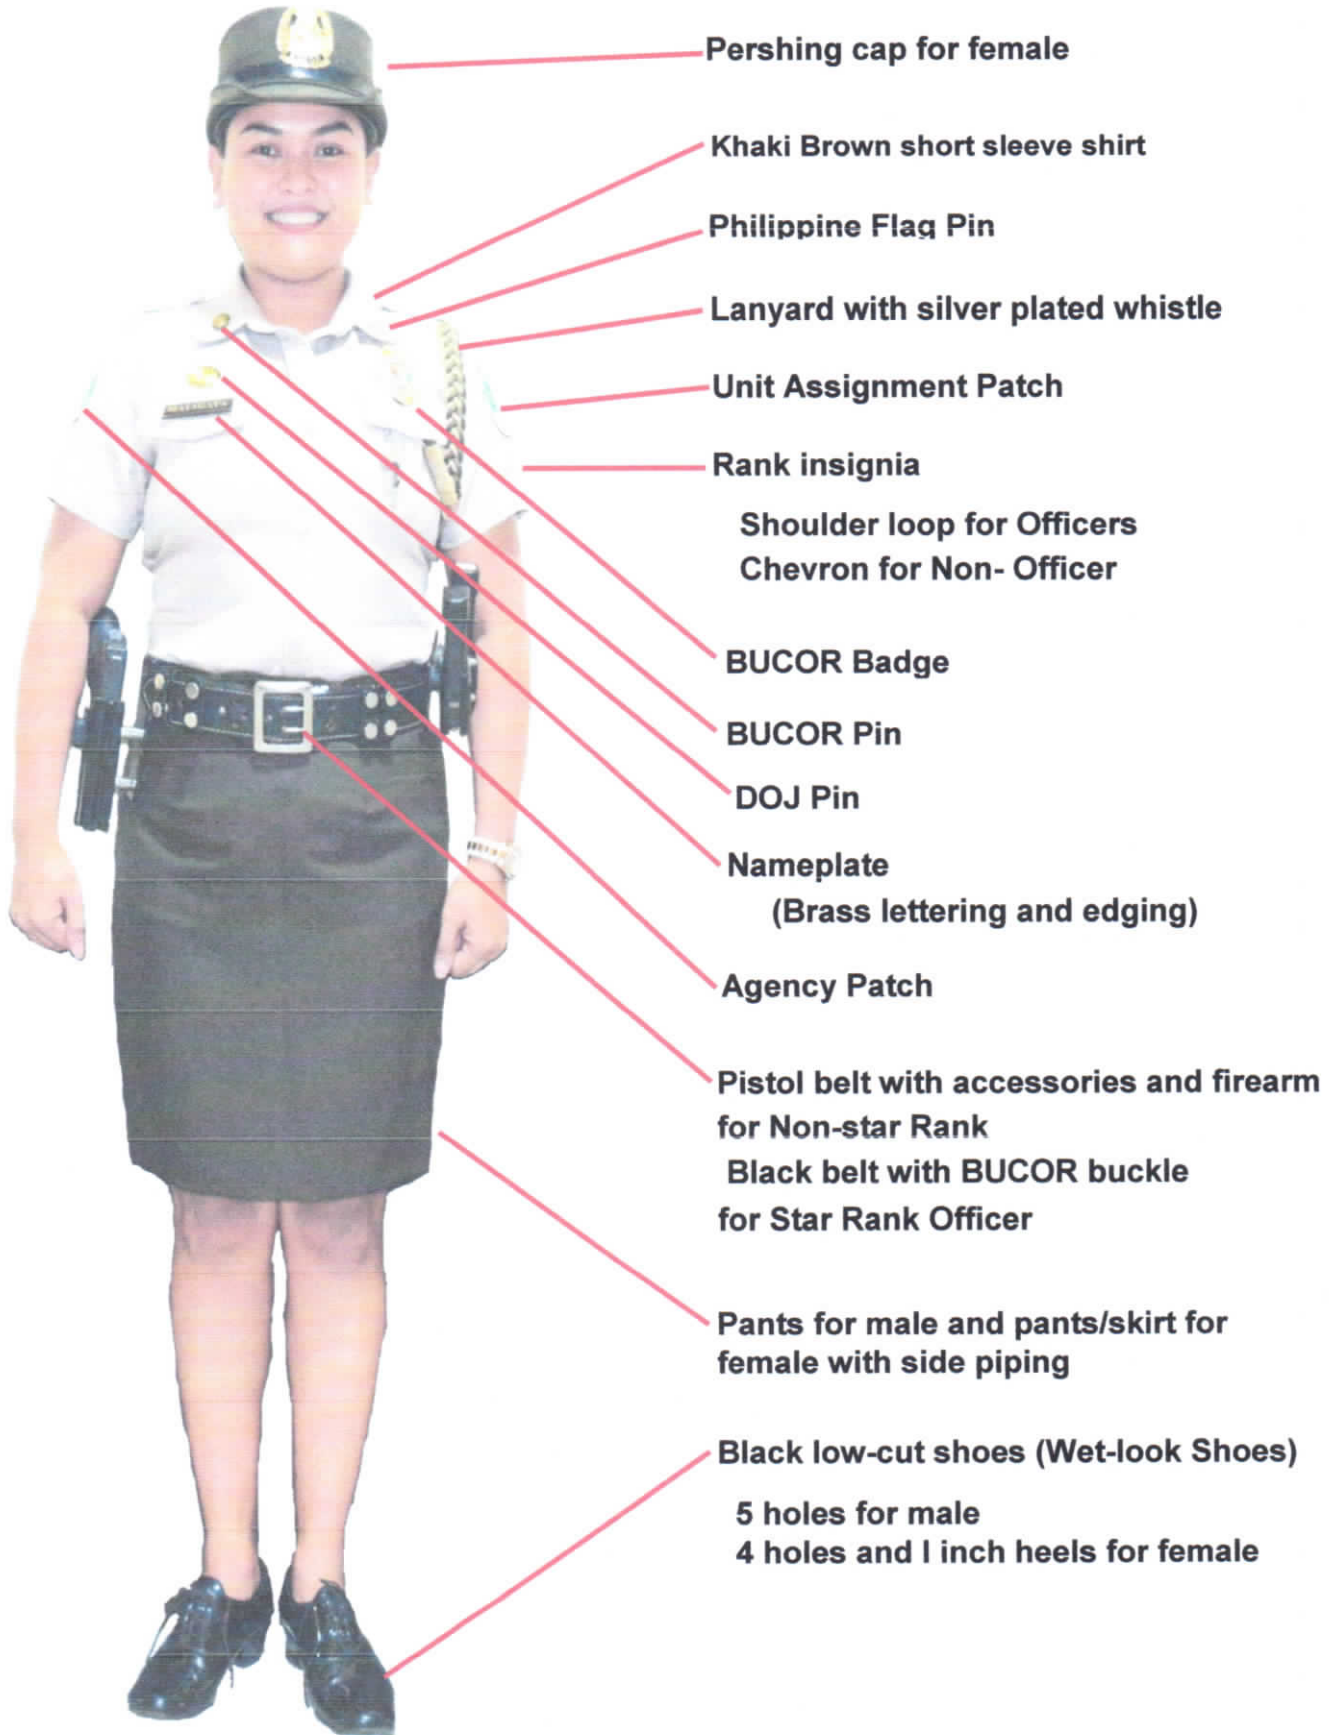 Pershing cap for female
Khaki Brown short sleeve shirt
Philippine Flag Pin
Lanyard with silver plated whistle
Unit Assignment Patch
Rank insignia
Shoulder loop for Officers
Chevron for Non- Officer
BUCOR Badge
BUCOR Pin
DOJ Pin
Nameplate
(Brass lettering and edging)
Agency Patch
Pistol belt with accessories and firearm
for Non-star Rank
Black belt with BUCOR buckle
for Star Rank Officer
Pants for male and pants/skirt for
female with side piping
Black low-cut shoes (Wet-look Shoes)
5 holes for male
4 holes and I inch heels for female